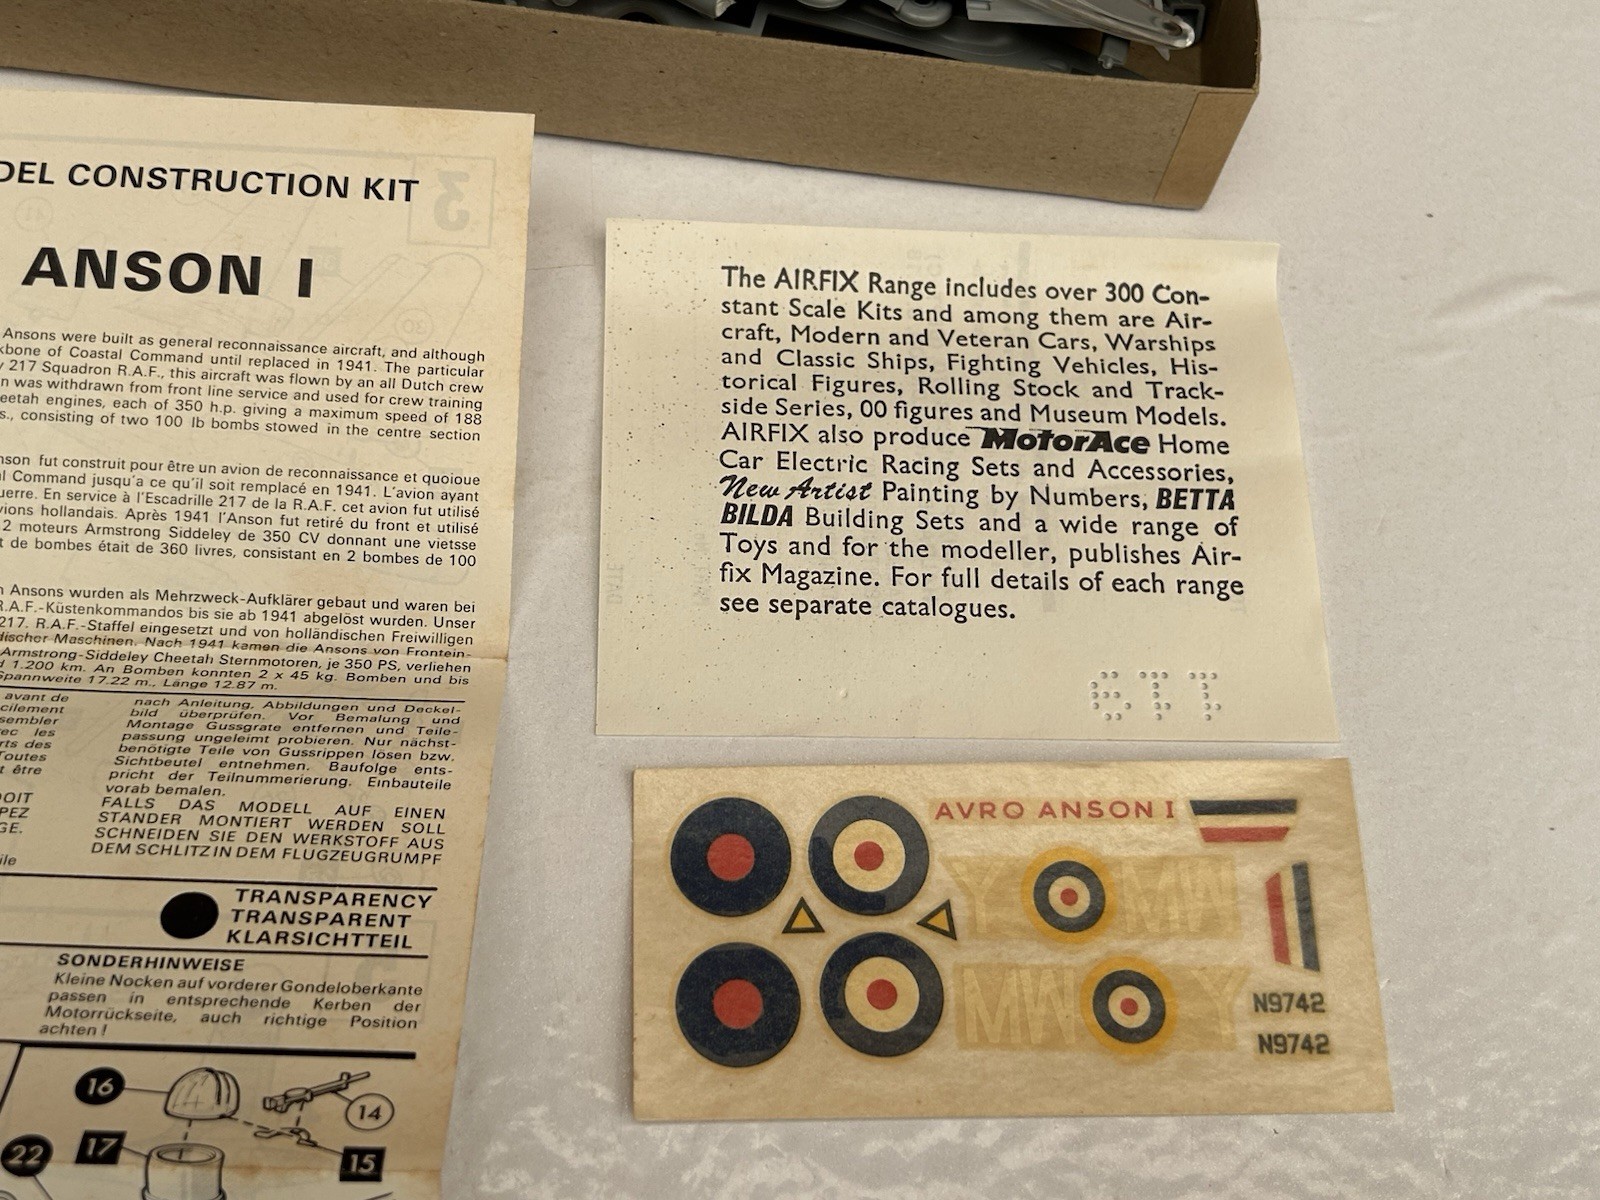 DEL CONSTRUCTION KIT
ANSON I
Ansons were built as general reconnaissance aircraft, and although
kbone of Coastal Command until replaced in 1941. The particular
217 Squadron R.A.F., this aircraft was flown by an all Dutch crew
n was withdrawn from front line service and used for crew training
eetah engines, each of 350 h.p. giving a maximum speed of 188
s., consisting of two 100 lb bombs stowed in the centre section
nson fut construit pour être un avion de reconnaissance et quoioue
al Command jusqu'a ce qu'il soit remplacé en 1941. L'avion ayant
uerre. En service à l'Escadrille 217 de la R.A.F. cet avion fut utilisé
vions hollandais. Après 1941 l'Anson fut retiré du front et utilisé
2 moteurs Armstrong Siddeley de 350 CV donnant une vietsse
t de bombes était de 360 livres, consistant en 2 bombes de 100
n Ansons wurden als Mehrzweck-Aufklärer gebaut und waren bei
R.A.F.-Küstenkommandos bis sie ab 1941 abgelöst wurden. Unser
217. R.A.F.-Staffel eingesetzt und von holländischen Freiwilligen
discher Maschinen. Nach 1941 kamen die Ansons von Frontein-
Armstrong-Siddeley Cheetah Sternmotoren, je 350 PS, verliehen
d 1.200 km. An Bomben konnten 2 x 45 kg. Bomben und bis
Spannweite 17.22 m., Länge 12.87 m.
avant de
cilement
sembler
ec les
rts des
Toutes
t être
DOIT
PEZ
GE.
ile
nach Anleitung, Abbildungen und Deckel-
bild überprüfen. Vor Bemalung und
Montage Gussgrate entfernen und Teile-
passung ungeleimt probieren. Nur nächst-
benötigte Teile von Gussrippen lösen bzw.
Sichtbeutel entnehmen. Baufolge ents-
pricht der Teilnummerierung. Einbauteile
vorab bemalen.
FALLS DAS MODELL AUF EINEN
STANDER MONTIERT WERDEN SOLL
SCHNEIDEN SIE DEN WERKSTOFF AUS
DEM SCHLITZ IN DEM FLUGZEUGRUMPF
TRANSPARENCY
TRANSPARENT
KLARSICHTTEIL
SONDERHINWEISE
Kleine Nocken auf vorderer Gondeloberkante
passen in entsprechende Kerben der
Motorrückseite, auch richtige Position
achten !
16
14
17
15
22
The AIRFIX Range includes over 300 Con-
stant Scale Kits and among them are Air-
craft, Modern and Veteran Cars, Warships
and Classic Ships, Fighting Vehicles, His-
torical Figures, Rolling Stock and Track-
side Series, 00 figures and Museum Models.
AIRFIX also produce MotorAce Home
Car Electric Racing Sets and Accessories,
New Artist Painting by Numbers, BETTA
BILDA Building Sets and a wide range of
Toys and for the modeller, publishes Air-
fix Magazine. For full details of each range
see separate catalogues.
AVRO ANSON I
Y MW
MW Y
N9742
N9742